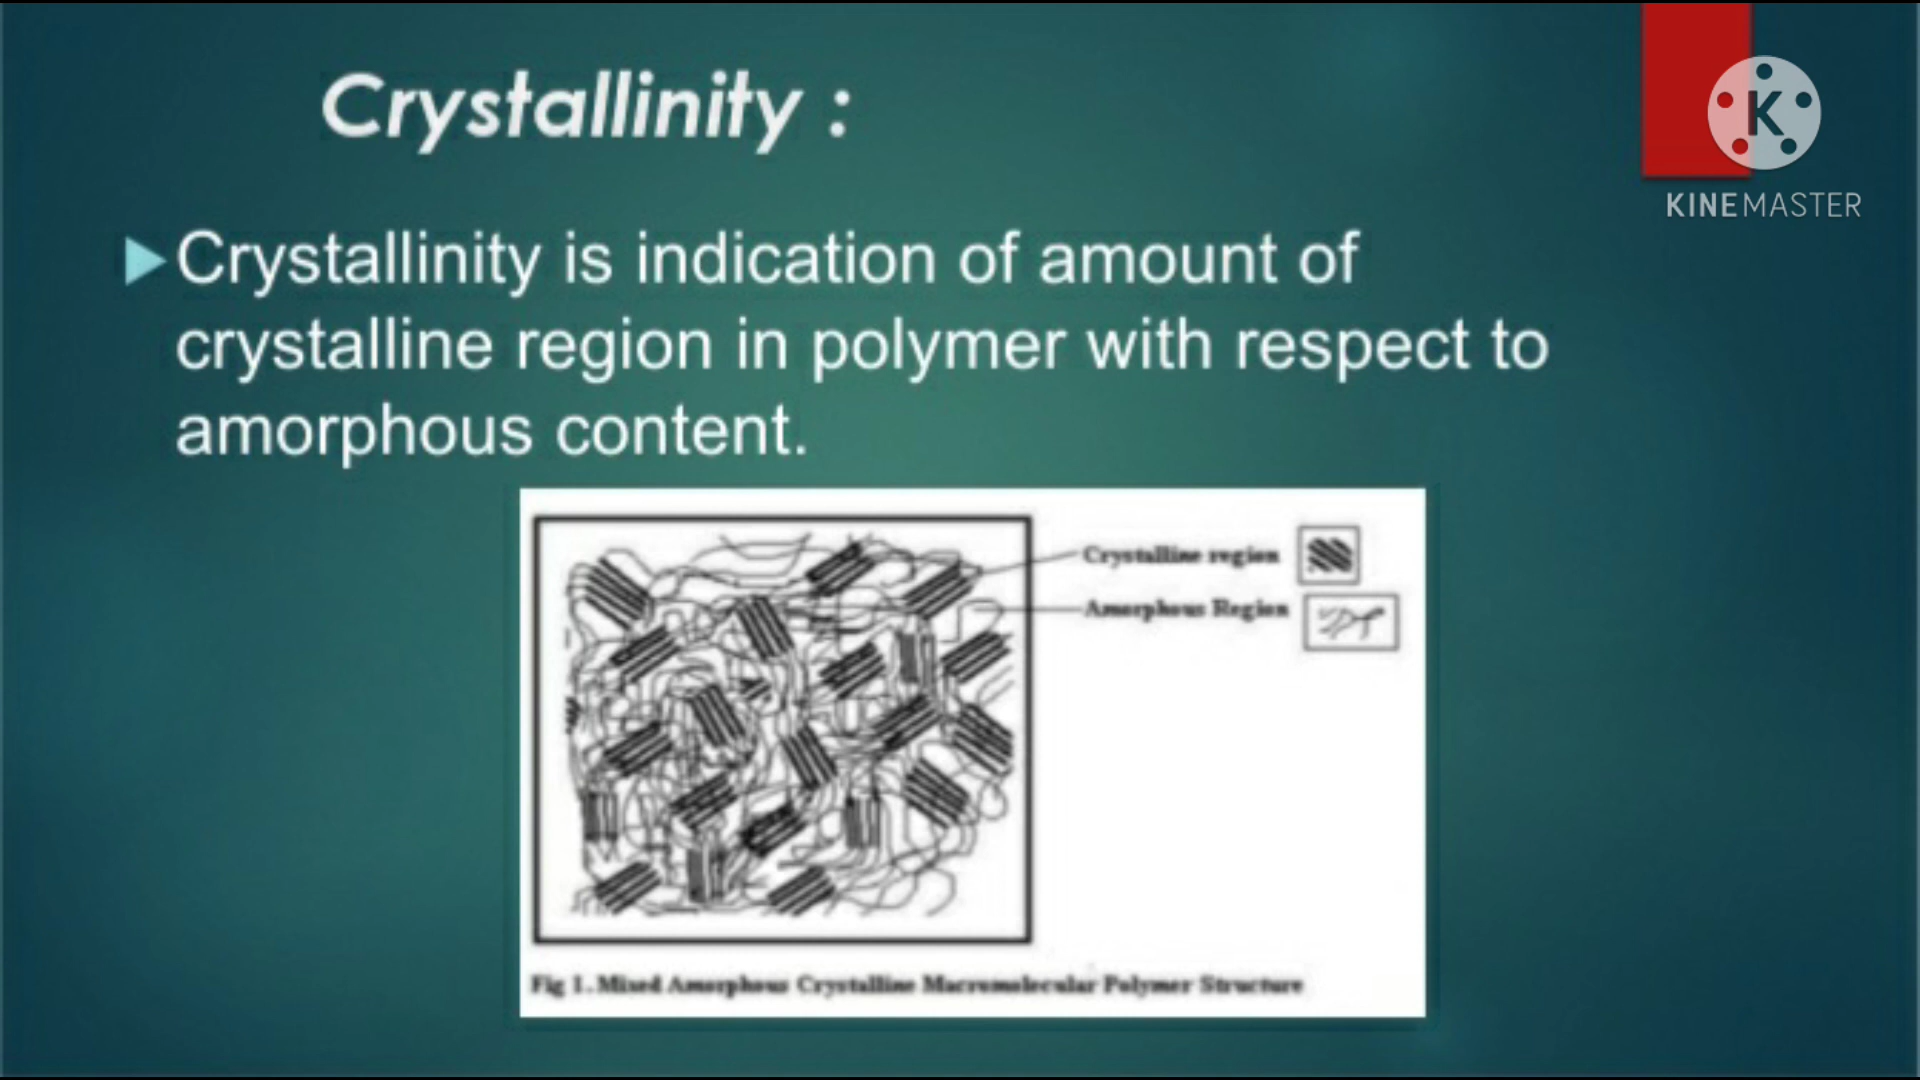 Crystallinity :
K
KINEMASTER
Crystallinity is indication of amount of
crystalline region in polymer with respect to
amorphous content.
Crystalline region
Amorphous Region
Fig 1. Mixed Amorphous Crystalline Macromolecular Polymer Structure